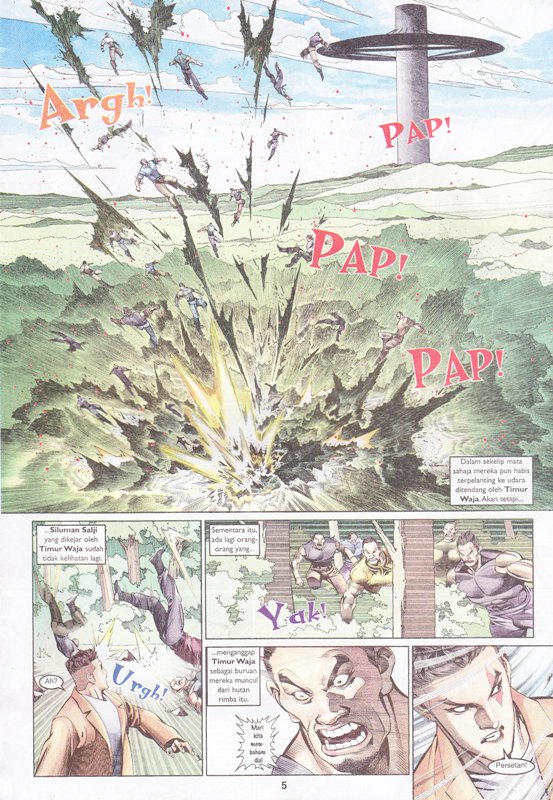 Argh!
PAP!
PAP!
PAP!
Dalam sekelip mata
sahaja mereka pun habis
terpelanting ke udara
ditendang oleh Timur
Waja. Akan tetapi...
...Siluman Salji
yang dikejar oleh
Timur Waja sudah
tidak kelihatan lagi.
Ah?
Urgh!
Sementara itu,
ada lagi orang-
orang yang...
Yak!
...menganggap
Timur Waja
sebagai buruan
mereka muncul
dari hutan
rimba itu.
Mari
kita
mem-
baham
dia!
Persetan!
5